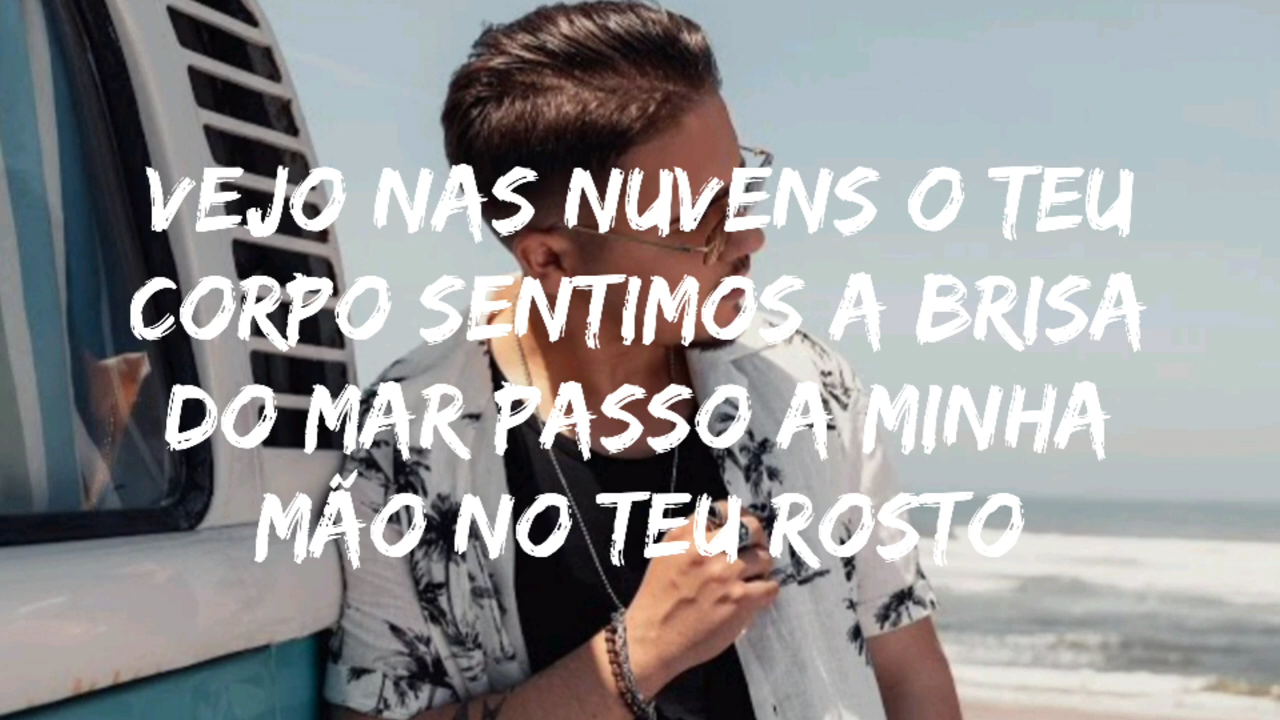 VEJO NAS NUVENS O TEU
CORPO SENTIMOS A BRISA
DO MAR PASSO A MINHA
MÃO NO TEU ROSTO